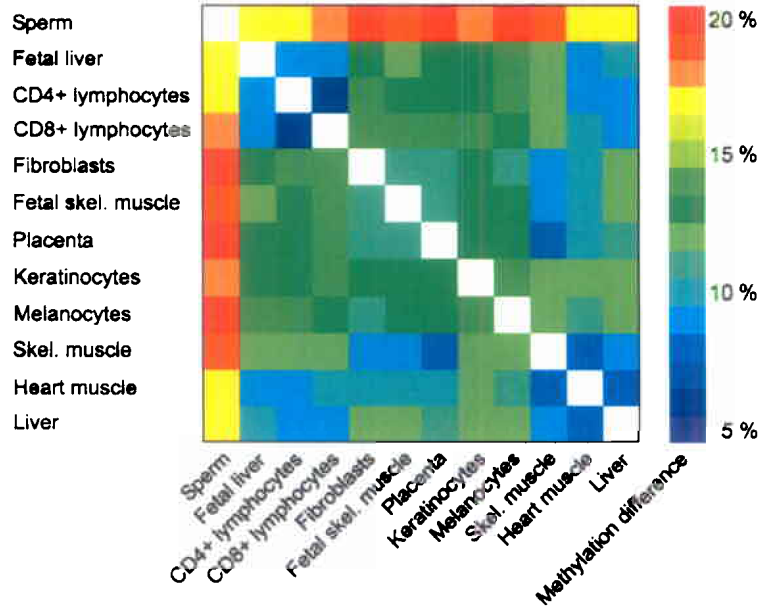 Sperm
Fetal liver
CD4+ lymphocytes
CD8+ lymphocytes
Fibroblasts
Fetal skel. muscle
Placenta
Keratinocytes
Melanocytes
Skel. muscle
Heart muscle
Liver
20 %
15 %
10 %
5 %
Sperm
Fetal liver
CD4+ lymphocytes
CD8+ lymphocytes
Fibroblasts
Fetal skel. muscle
Placenta
Keratinocytes
Melanocytes
Skel. muscle
Heart muscle
Liver
Methylation difference